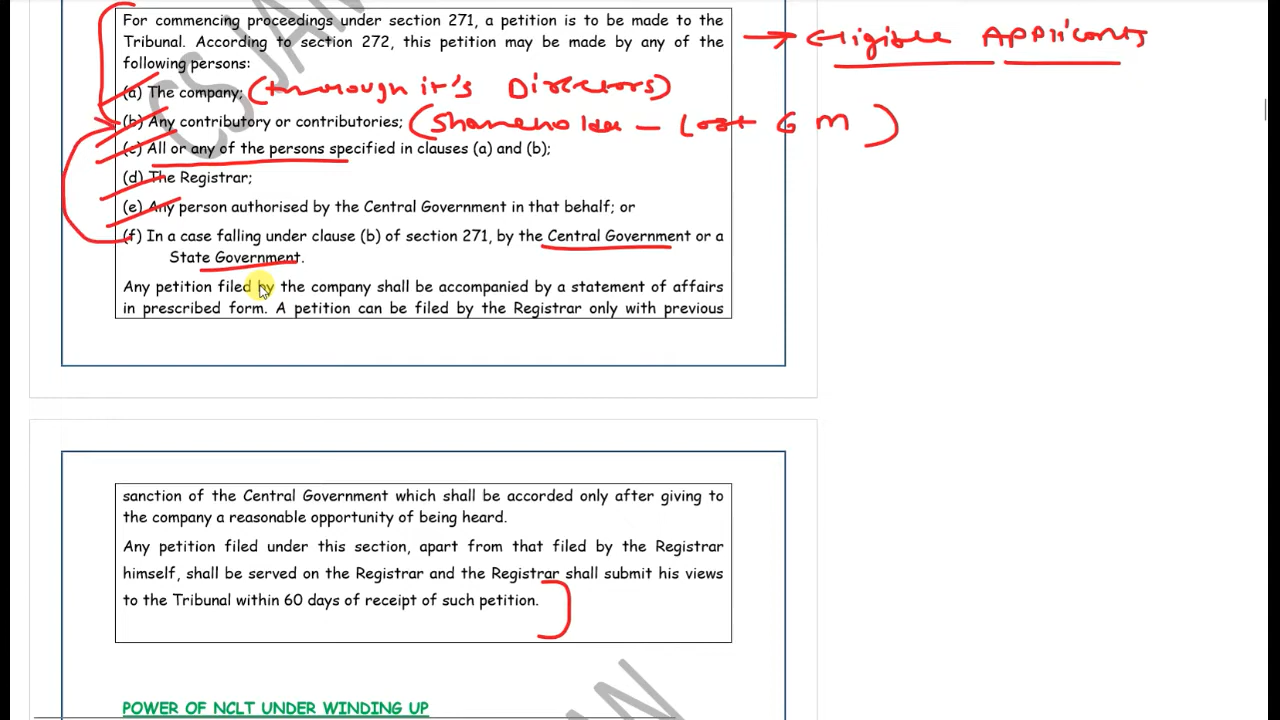 For commencing proceedings under section 271, a petition is to be made to the
Tribunal. According to section 272, this petition may be made by any of the
→ Eligible Applicants
following persons:
(a) The company; (through it's Directors)
(b) Any contributory or contributories; (Shareholder - Last GM)
(c) All or any of the persons specified in clauses (a) and (b);
(d) The Registrar;
(e) Any person authorised by the Central Government in that behalf; or
(f) In a case falling under clause (b) of section 271, by the Central Government or a
State Government.
Any petition filed by the company shall be accompanied by a statement of affairs
in prescribed form. A petition can be filed by the Registrar only with previous
sanction of the Central Government which shall be accorded only after giving to
the company a reasonable opportunity of being heard.
Any petition filed under this section, apart from that filed by the Registrar
himself, shall be served on the Registrar and the Registrar shall submit his views
to the Tribunal within 60 days of receipt of such petition.
POWER OF NCLT UNDER WINDING UP